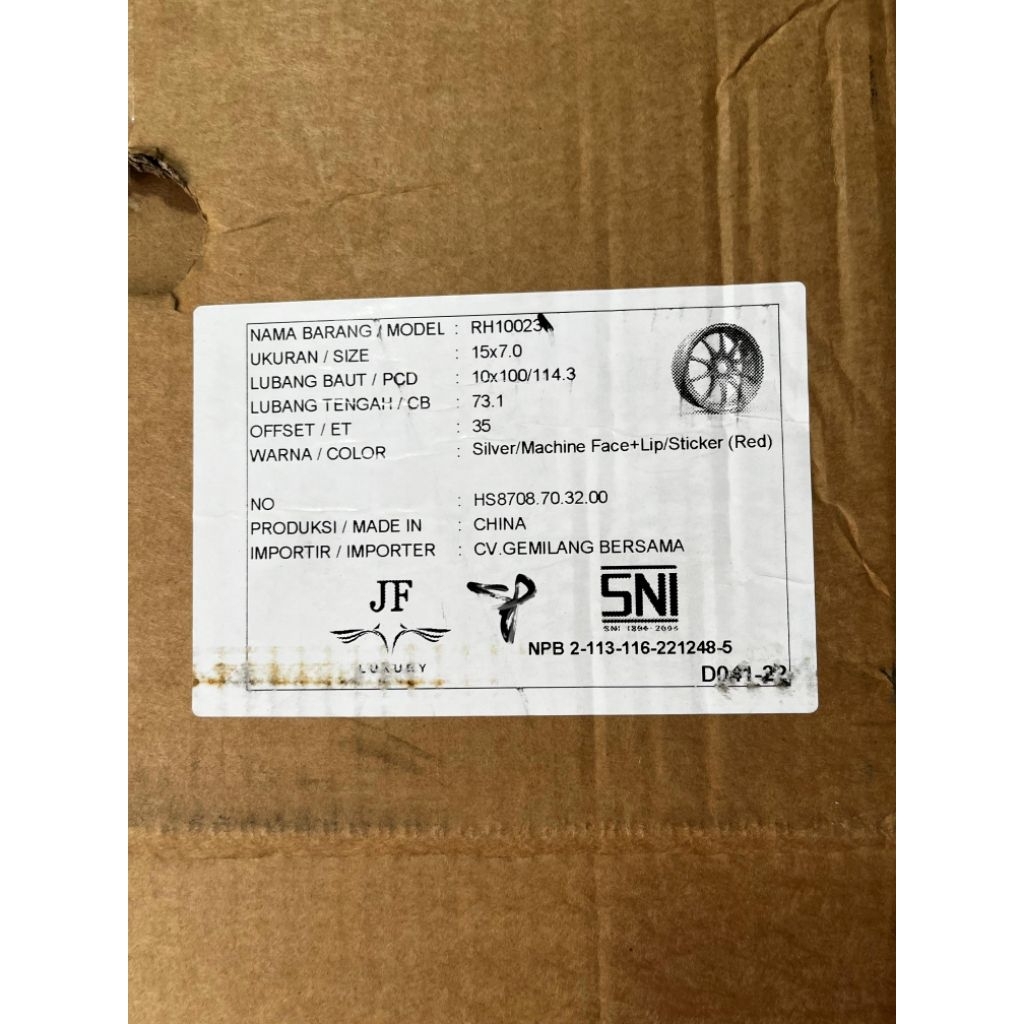 NAMA BARANG / MODEL : RH10023
UKURAN / SIZE : 15x7.0
LUBANG BAUT / PCD : 10x100/114.3
LUBANG TENGAH / CB : 73.1
OFFSET / ET : 35
WARNA / COLOR : Silver/Machine Face+Lip/Sticker (Red)
NO : HS8708.70.32.00
PRODUKSI / MADE IN : CHINA
IMPORTIR / IMPORTER : CV.GEMILANG BERSAMA
JF
LUXURY
SNI
NPB 2-113-116-221248-5